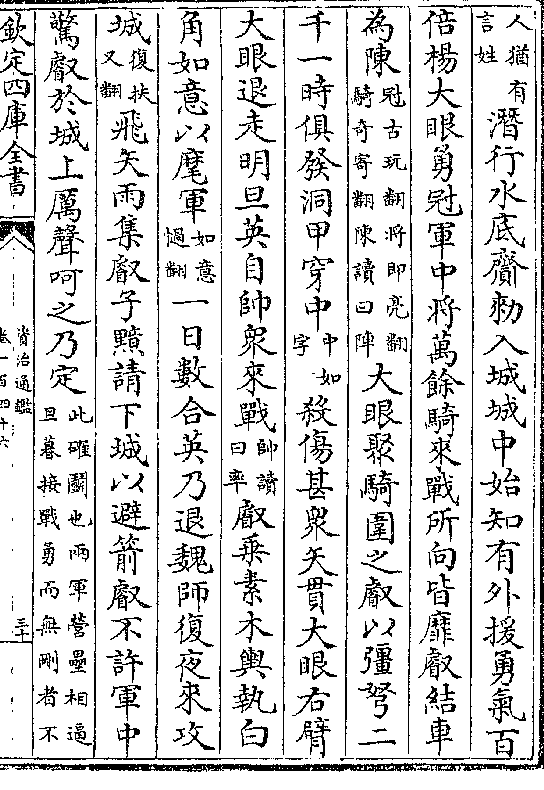 人猶有言姓潛行水底齎勑入城城中始知有外援勇氣百
倍楊大眼勇冠軍中將萬餘騎來戰所向皆靡叡結車
為陳冠古玩翻將即亮翻騎奇寄翻陳讀曰陣大眼聚騎圍之叡以彊弩二
千一時俱發洞甲穿中中如字殺傷甚衆矢貫大眼右臂
大眼退走明旦英自帥衆來戰帥讀曰率叡乗素木輿執白
角如意以麾軍如意𢠵翻一日數合英乃退魏師復夜來攻
城復扶又翻飛矢雨集叡子黯請下城以避箭叡不許軍中
驚叡於城上厲聲呵之乃定此確鬭也兩軍營壘相逼旦暮接戰勇而無剛者不
欽定四庫全書
資治通鑑
卷一百四十六
三十